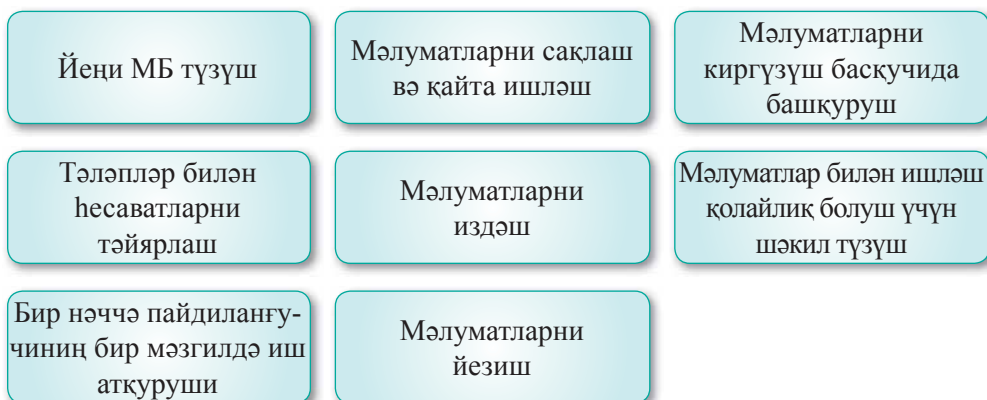 Йеңи МБ түзүш
Мәлуматларни сақлаш
вә қайта ишләш
Мәлуматларни
киргүзүш басқучида
башқуруш
Тәләпләр билән
һесаватларни
тәйярлаш
Мәлуматларни
издәш
Мәлуматлар билән ишләш
қолайлиқ болуш үчүн
шәкил түзүш
Бир нәччә пайдиланғу-
чиниң бир мәзгилдә иш
атқуруши
Мәлуматларни
йезиш